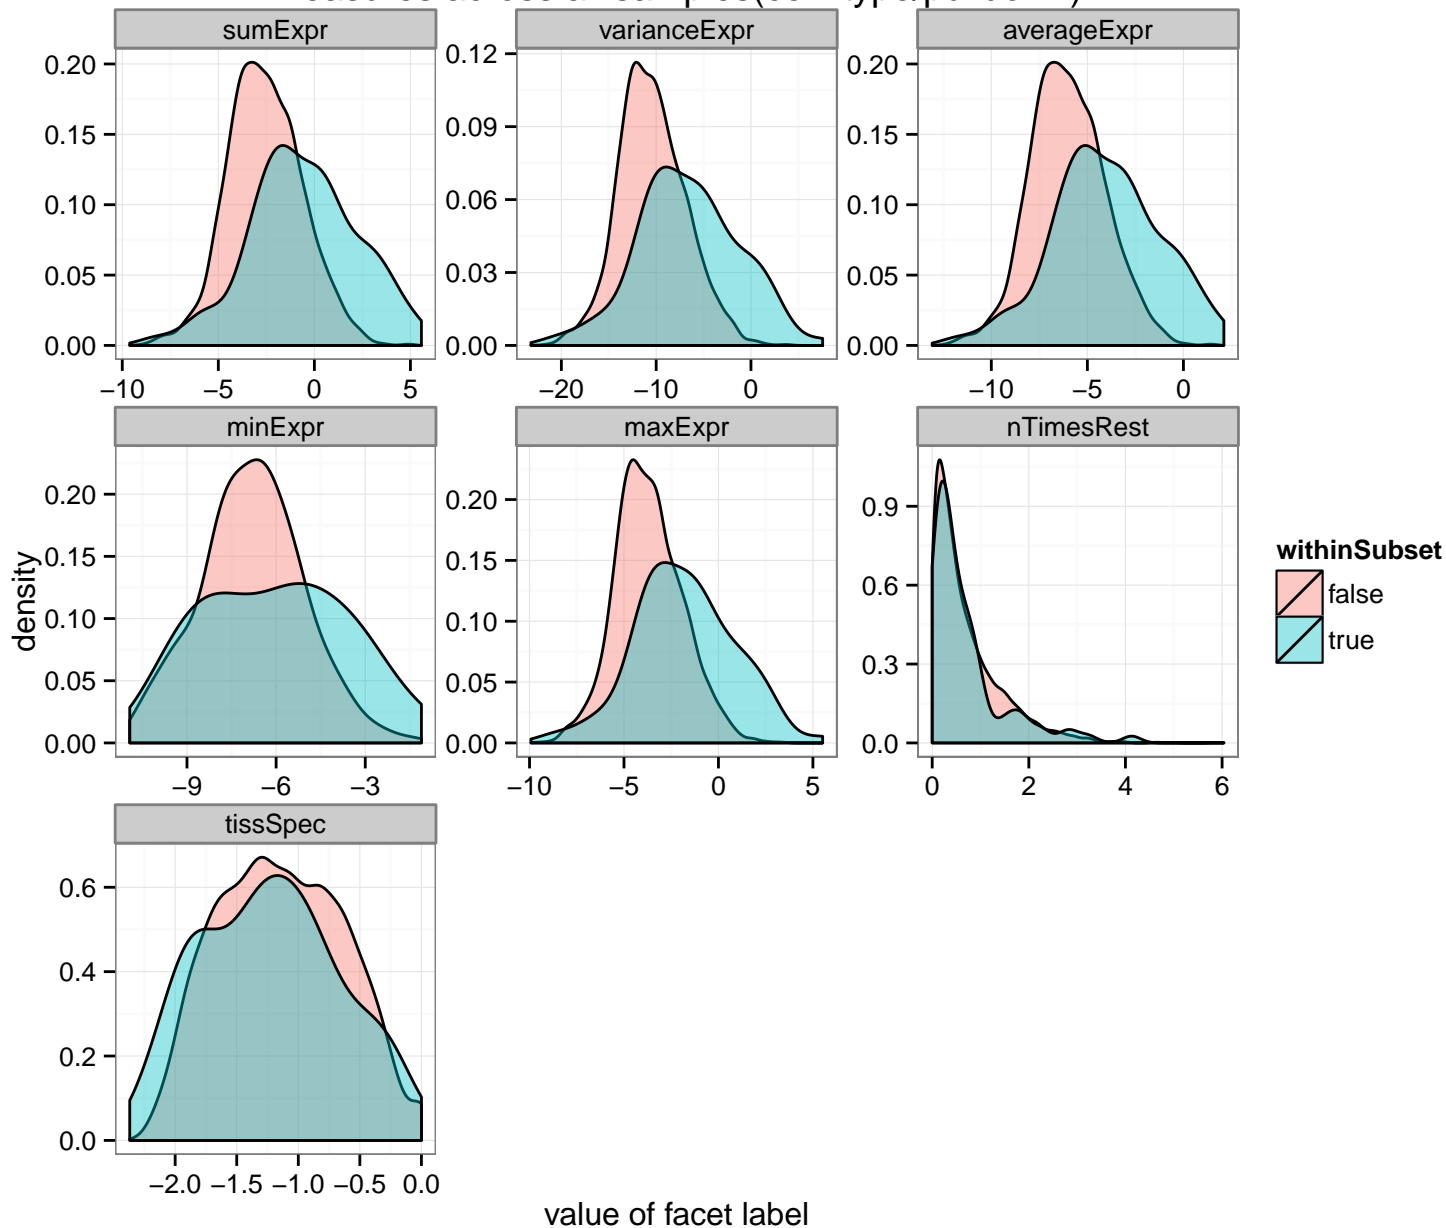 across
sumExpr varianceExpr averageExpr
0.20 0.12 0.20
0.15 0.09 0.15
0.10 0.06 0.10
0.05 0.03 0.05
0.00 0.00 0.00
−10 −5 0 5 −20 −10 0 −10 −5 0
minExpr maxExpr nTimesRest
0.20 0.20 0.9
0.15 0.15 0.6
0.10 0.10 0.3
0.05 0.05
0.00 0.00 0.0
−9 −6 −3 −10 −5 0 5 0 2 4 6
density
withinSubset
false
true
tissSpec
0.6
0.4
0.2
0.0
−2.0 −1.5 −1.0 −0.5 0.0
value of facet label